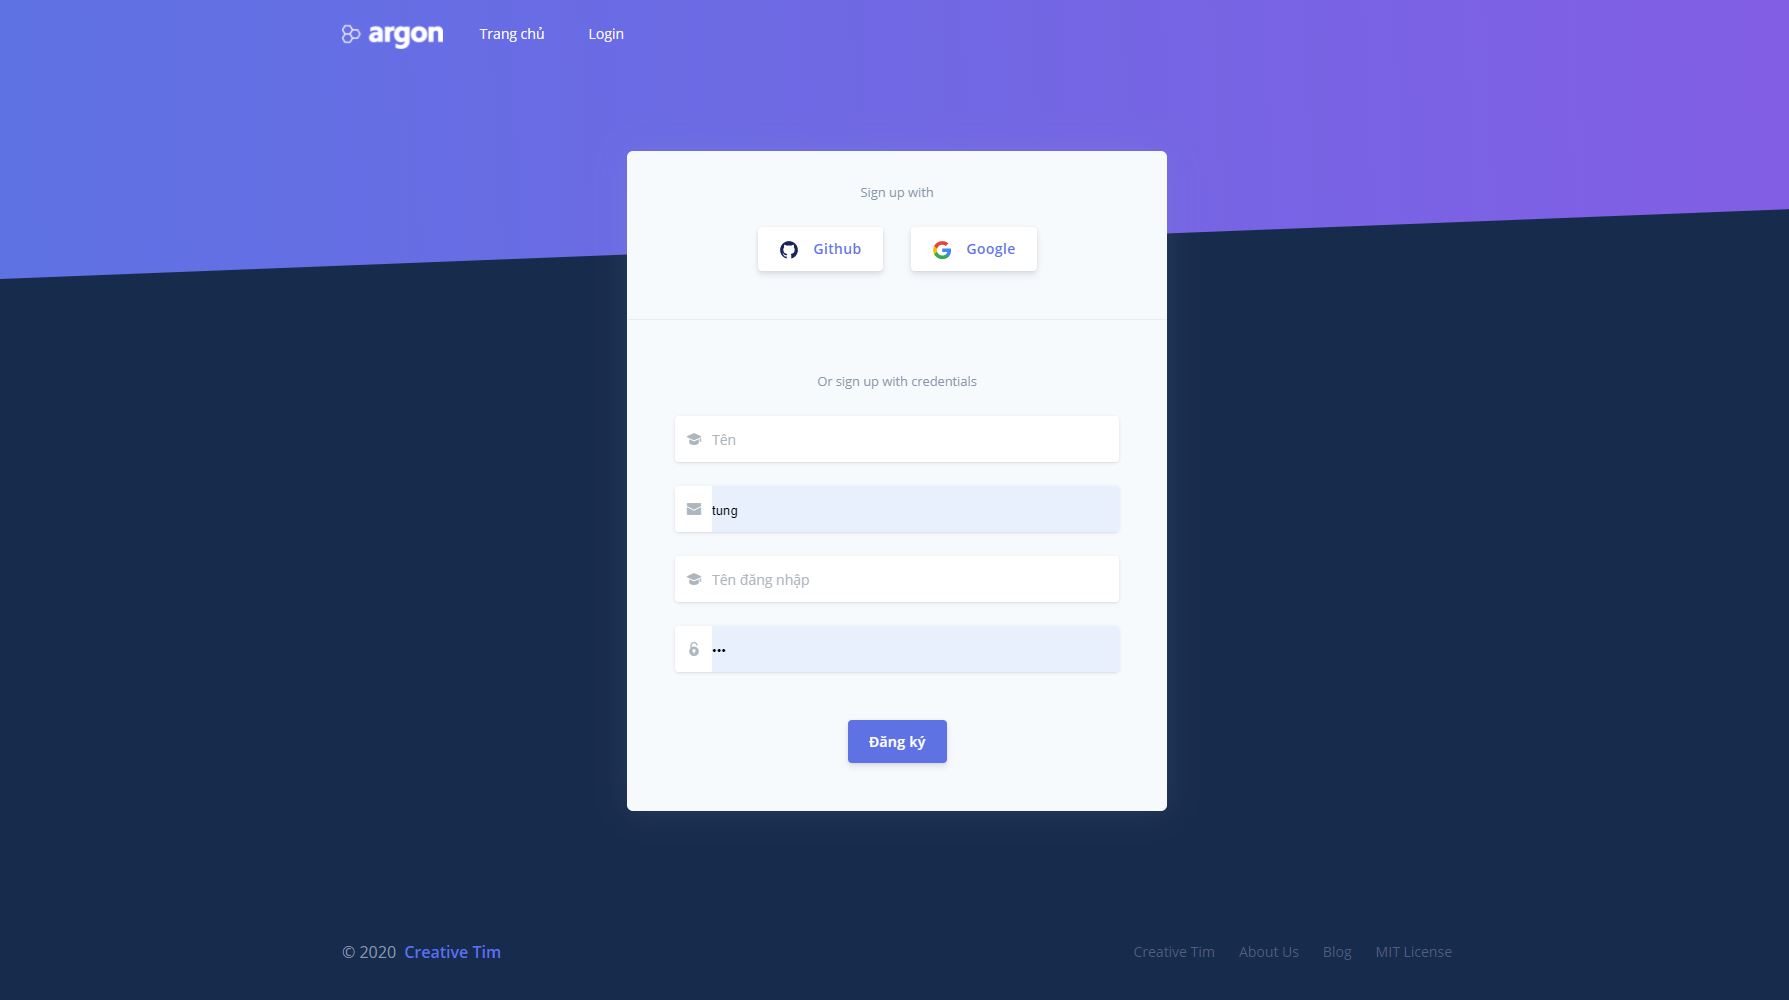 argon Trang chủ Login
Sign up with
Github Google
Or sign up with credentials
Tên
tung
Tên đăng nhập
•••
Đăng ký
© 2020 Creative Tim Creative Tim About Us Blog MIT License